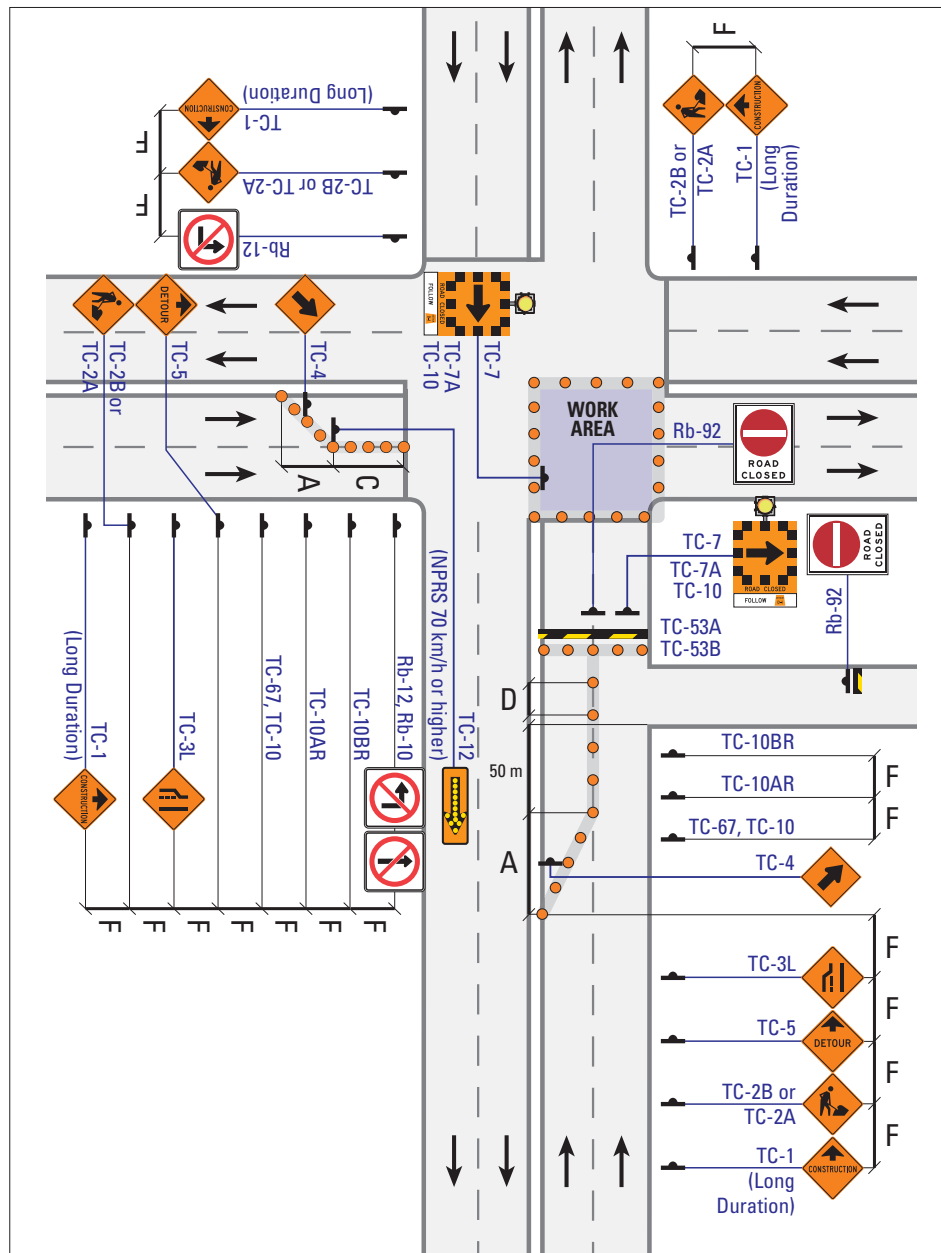 F
CONSTRUCTION
TC-1
(Long Duration)
F
TC-2B or TC-2A
F
Rb-12
F
CONSTRUCTION
TC-2B or
TC-2A
TC-1
(Long
Duration)
DETOUR
TC-2B or
TC-2A
TC-5
TC-4
ROAD CLOSED
FOLLOW
TC-7
TC-7A
TC-10
WORK
AREA
Rb-92
ROAD
CLOSED
A
C
TC-7
TC-7A
TC-10
ROAD CLOSED
FOLLOW
ROAD
CLOSED
Rb-92
TC-53A
TC-53B
D
50 m
A
TC-1
(Long Duration)
CONSTRUCTION
TC-3L
TC-67, TC-10
TC-10AR
TC-10BR
Rb-12, Rb-10
TC-12
(NPRS 70 km/h or higher)
F
F
F
F
F
F
F
TC-10BR
F
TC-10AR
F
TC-67, TC-10
TC-4
F
TC-3L
F
TC-5
DETOUR
F
TC-2B or
TC-2A
F
TC-1
(Long
Duration)
CONSTRUCTION